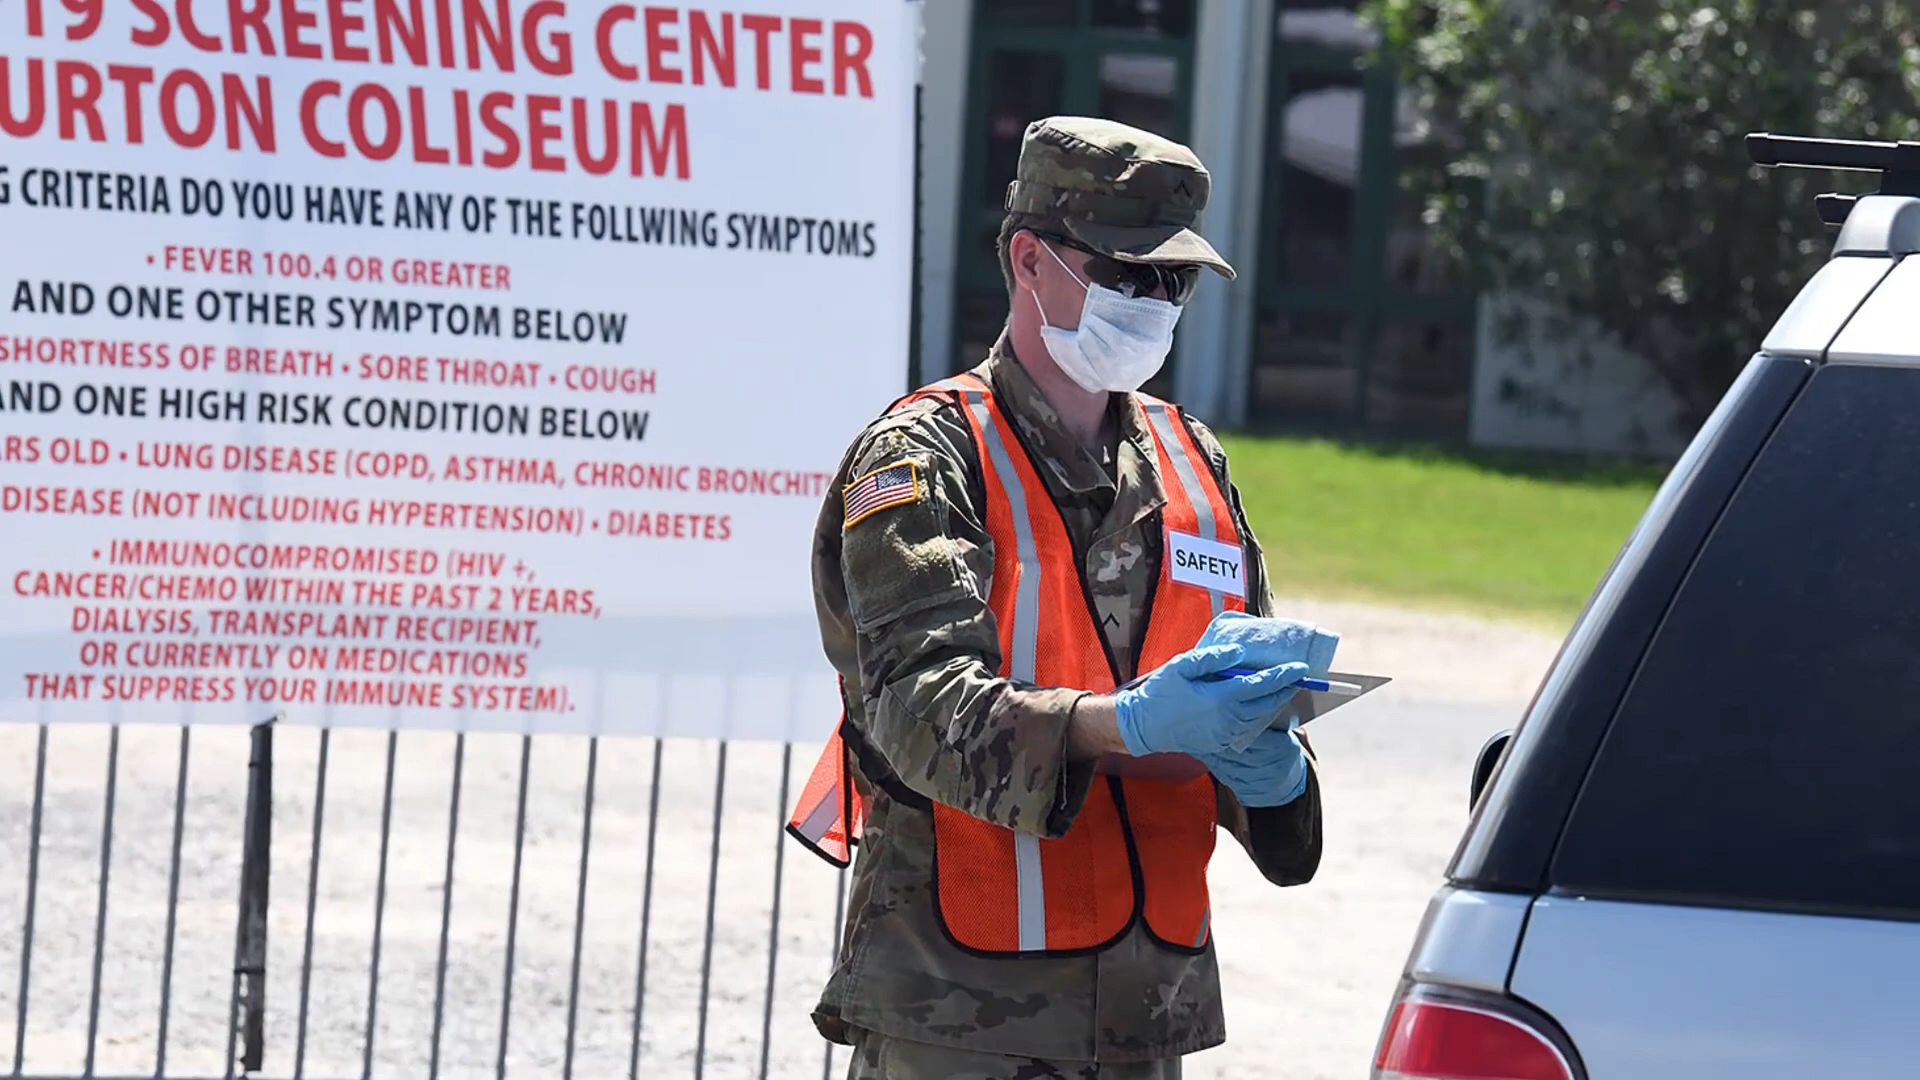 19 SCREENING CENTER
URTON COLISEUM
G CRITERIA DO YOU HAVE ANY OF THE FOLLWING SYMPTOMS
• FEVER 100.4 OR GREATER
AND ONE OTHER SYMPTOM BELOW
SHORTNESS OF BREATH • SORE THROAT • COUGH
AND ONE HIGH RISK CONDITION BELOW
RS OLD • LUNG DISEASE (COPD, ASTHMA, CHRONIC BRONCHIT
DISEASE (NOT INCLUDING HYPERTENSION) • DIABETES
• IMMUNOCOMPROMISED (HIV +,
CANCER/CHEMO WITHIN THE PAST 2 YEARS,
DIALYSIS, TRANSPLANT RECIPIENT,
OR CURRENTLY ON MEDICATIONS
THAT SUPPRESS YOUR IMMUNE SYSTEM).
SAFETY